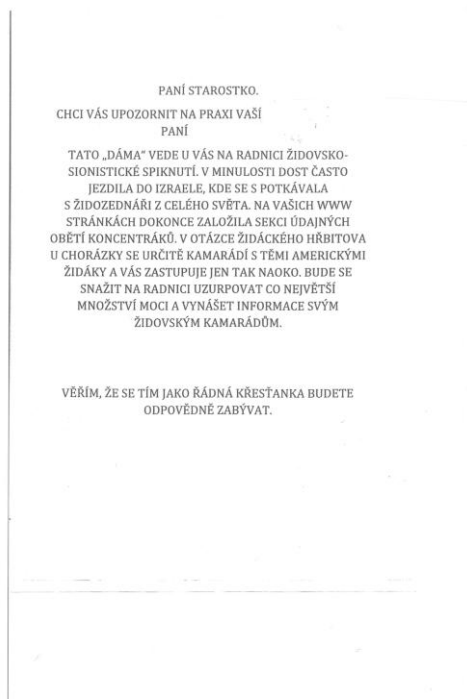 PANÍ STAROSTKO.
CHCI VÁS UPOZORNIT NA PRAXI VAŠÍ
PANÍ
TATO „DÁMA“ VEDE U VÁS NA RADNICI ŽIDOVSKO-
SIONISTICKÉ SPIKNUTÍ. V MINULOSTI DOST ČASTO
JEZDILA DO IZRAELE, KDE SE S POTKÁVALA
S ŽIDOZEDNÁŘI Z CELÉHO SVĚTA. NA VAŠICH WWW
STRÁNKÁCH DOKONCE ZALOŽILA SEKCI ÚDAJNÝCH
OBĚTÍ KONCENTRÁKŮ. V OTÁZCE ŽIDÁCKÉHO HŘBITOVA
U CHORÁZKY SE URČITĚ KAMARÁDÍ S TĚMI AMERICKÝMI
ŽIDÁKY A VÁS ZASTUPUJE JEN TAK NAOKO. BUDE SE
SNAŽIT NA RADNICI UZURPOVAT CO NEJVĚTŠÍ
MNOŽSTVÍ MOCI A VYNÁŠET INFORMACE SVÝM
ŽIDOVSKÝM KAMARÁDŮM.
VĚŘÍM, ŽE SE TÍM JAKO ŘÁDNÁ KŘESŤANKA BUDETE
ODPOVĚDNĚ ZABÝVAT.